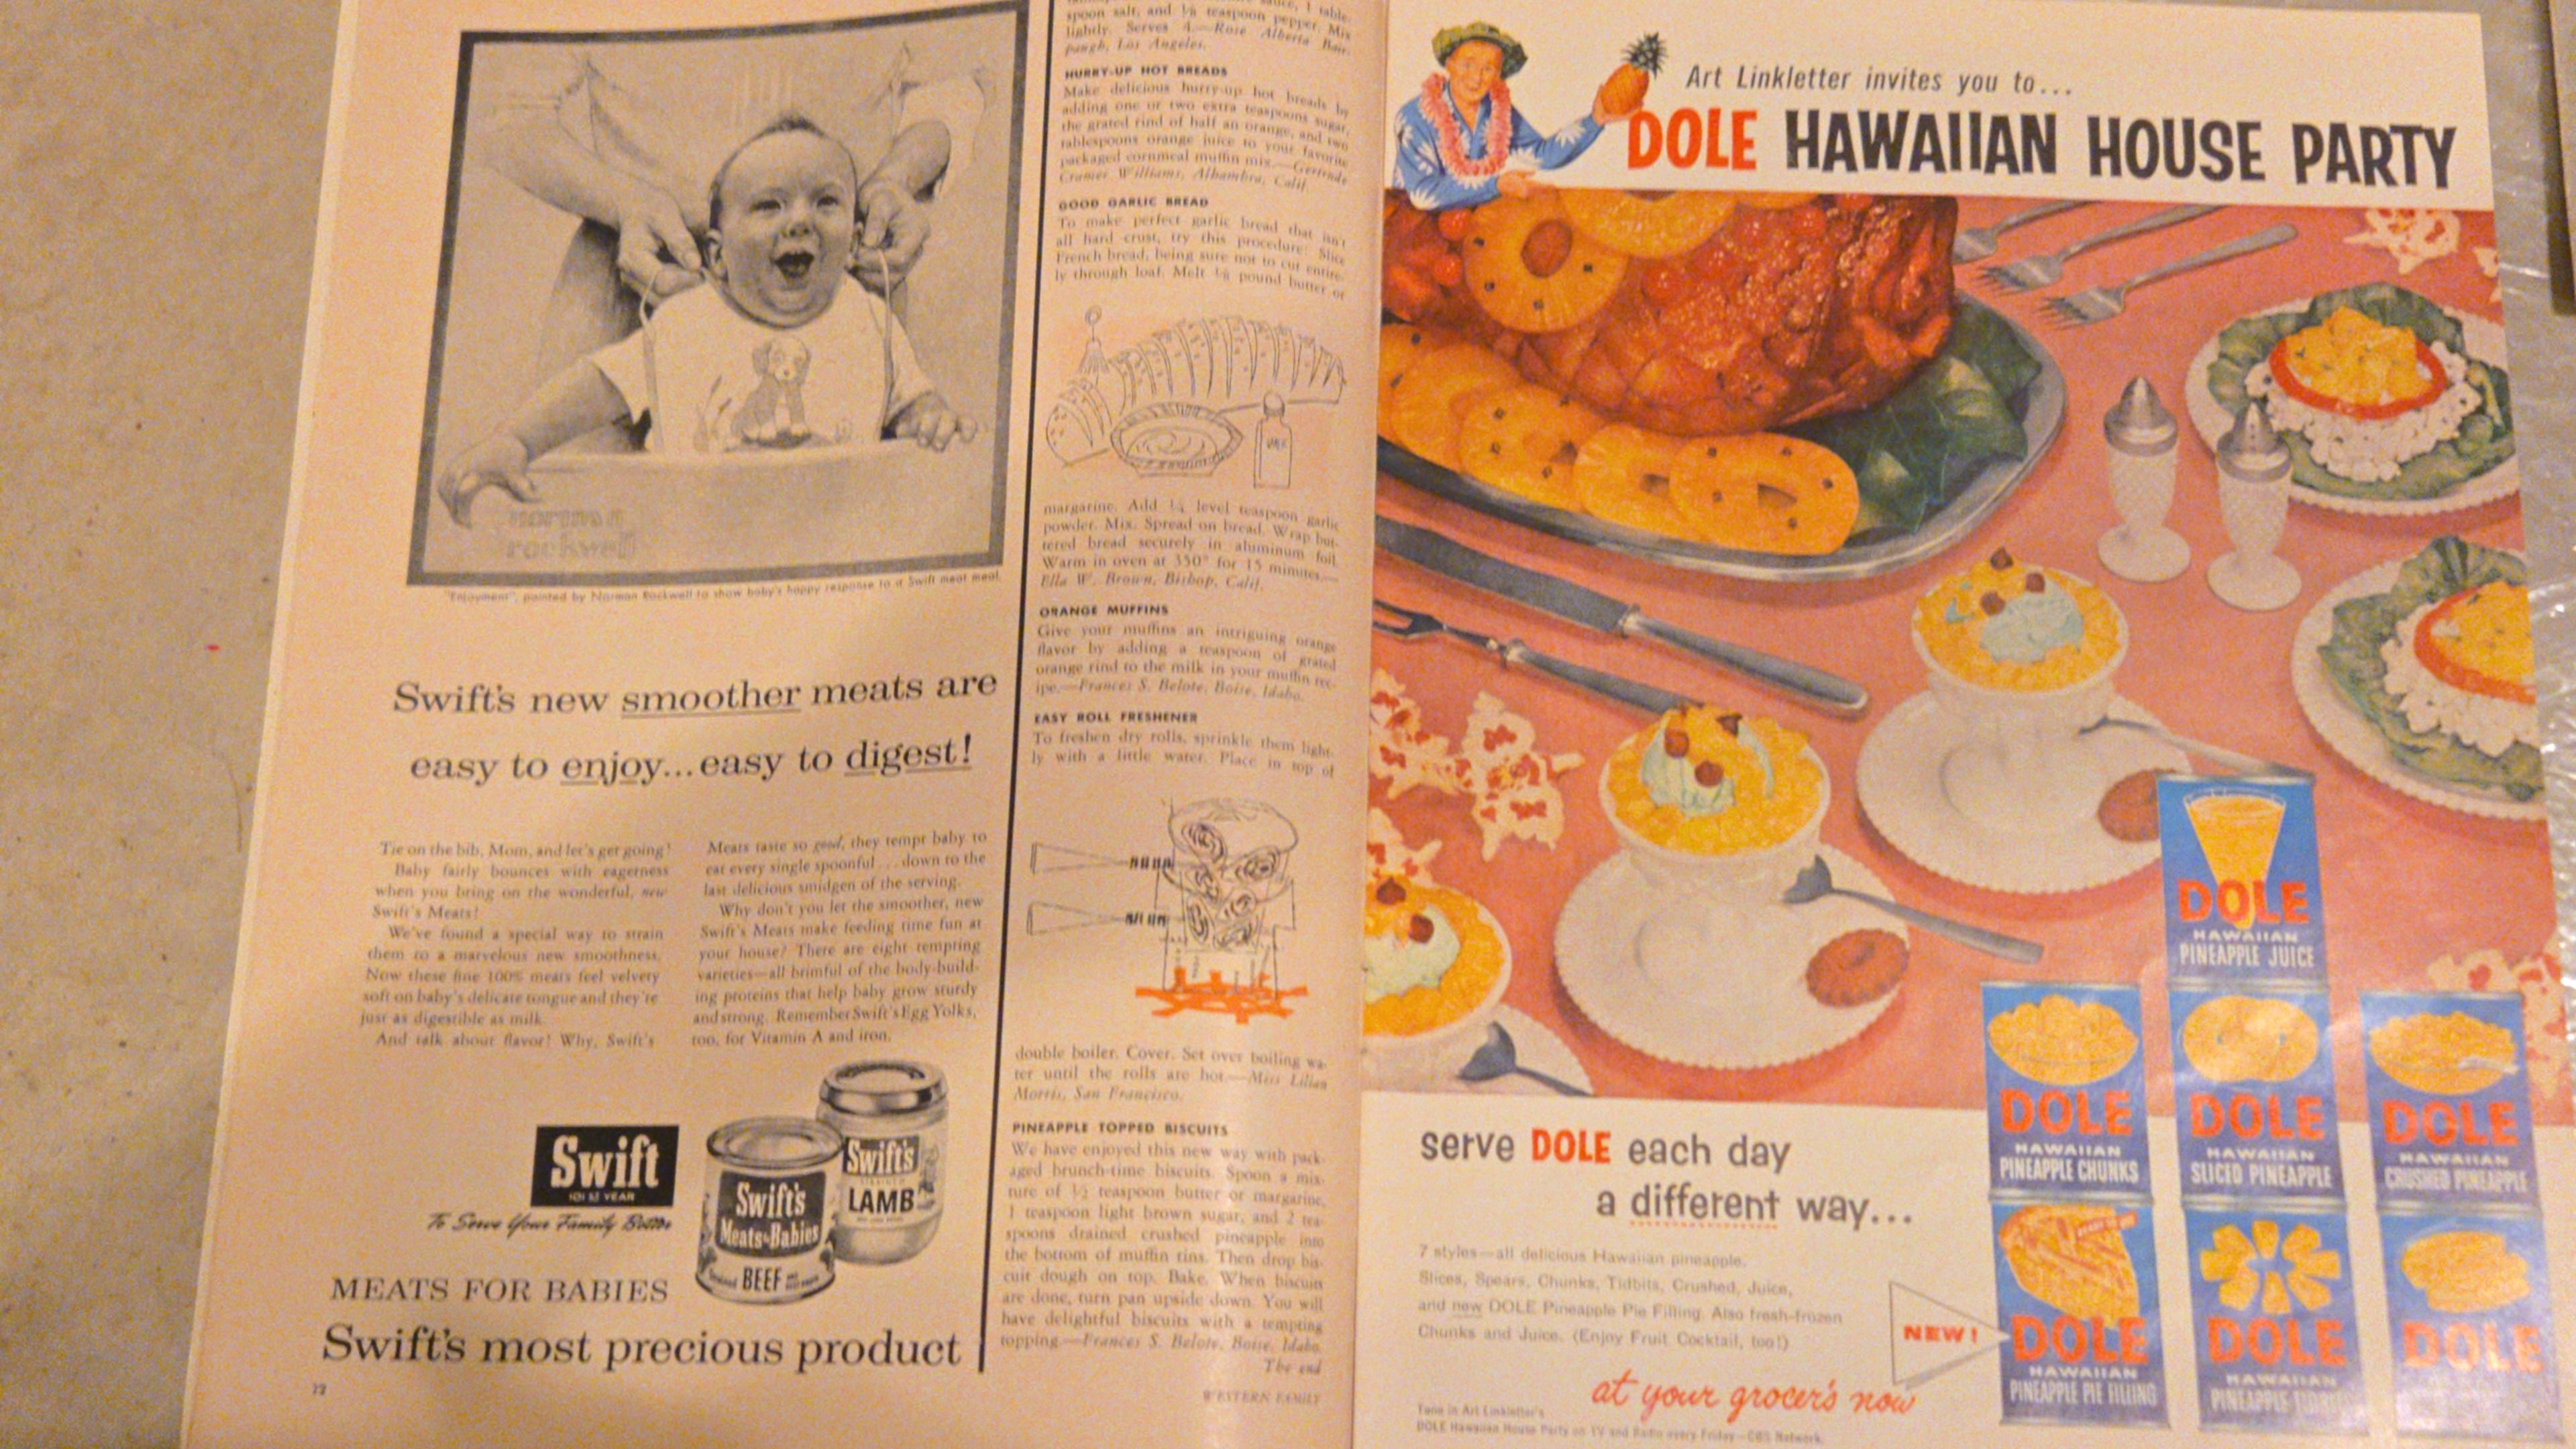 norman
rockwell
"Enjoyment", painted by Norman Rockwell to show baby's happy response to a Swift meat meal.
Swift's new smoother meats are
easy to enjoy...easy to digest!
Tie on the bib, Mom, and let's get going!
Baby fairly bounces with eagerness
when you bring on the wonderful, new
Swift's Meats!
We've found a special way to strain
them to a marvelous new smoothness.
Now these fine 100% meats feel velvety
soft on baby's delicate tongue and they're
just as digestible as milk.
And talk about flavor! Why, Swift's
Meats taste so good, they tempt baby to
eat every single spoonful...down to the
last delicious smidgen of the serving.
Why don't you let the smoother, new
Swift's Meats make feeding time fun at
your house? There are eight tempting
varieties—all brimful of the body-build-
ing proteins that help baby grow sturdy
and strong. Remember Swift's Egg Yolks,
too, for Vitamin A and iron.
Swift
101 ST YEAR
To Serve Your Family Better
Swift's
Meats for Babies
BEEF
Swift's
LAMB
MEATS FOR BABIES
Swift's most precious product
72
sauce, 1 table-
spoon salt, and 1/8 teaspoon pepper. Mix
lightly. Serves 4.—Rose Alberta
Los Angeles.
HURRY-UP HOT BREADS
Make delicious hurry-up hot breads by
adding one or two extra teaspoons sugar,
the grated rind of half an orange, and two
tablespoons orange juice to your favorite
packaged cornmeal muffin mix.—Gertrude
Cramer Williams, Alhambra, Calif.
GOOD GARLIC BREAD
To make perfect garlic bread that isn't
all hard crust, try this procedure: Slice
French bread, being sure not to cut entire-
ly through loaf. Melt pound butter or
margarine. Add 1/4 level teaspoon garlic
powder. Mix. Spread on bread. Wrap but-
tered bread securely in aluminum foil.
Warm in oven at 350° for 15 minutes.—
Ella W. Brown, Bishop, Calif.
ORANGE MUFFINS
Give your muffins an intriguing orange
flavor by adding a teaspoon of grated
orange rind to the milk in your muffin rec-
ipe.—Frances S. Belote, Boise, Idaho.
EASY ROLL FRESHENER
To freshen dry rolls, sprinkle them light-
ly with a little water. Place in top of
double boiler. Cover. Set over boiling wa-
ter until the rolls are hot.—Miss Lilian
Morris, San Francisco.
PINEAPPLE TOPPED BISCUITS
We have enjoyed this new way with pack-
aged brunch-time biscuits. Spoon a mix-
ture of 1/2 teaspoon butter or margarine,
1 teaspoon light brown sugar, and 2 tea-
spoons drained crushed pineapple into
the bottom of muffin tins. Then drop bis-
cuit dough on top. Bake. When biscuits
are done, turn pan upside down. You will
have delightful biscuits with a tempting
topping.—Frances S. Belote, Boise, Idaho.
The end
WESTERN FAMILY
Art Linkletter invites you to...
DOLE HAWAIIAN HOUSE PARTY
serve DOLE each day
a different way...
7 styles—all delicious Hawaiian pineapple.
Slices, Spears, Chunks, Tidbits, Crushed, Juice,
and new DOLE Pineapple Pie Filling. Also fresh-frozen
Chunks and Juice. (Enjoy Fruit Cocktail, too!)
at your grocer's now
Tune in Art Linkletter's
DOLE Hawaiian House Party on TV and Radio every Friday—CBS Network.
NEW!
DOLE
HAWAIIAN
PINEAPPLE JUICE
DOLE
HAWAIIAN
PINEAPPLE CHUNKS
DOLE
HAWAIIAN
SLICED PINEAPPLE
DOLE
HAWAIIAN
CRUSHED PINEAPPLE
DOLE
HAWAIIAN
PINEAPPLE PIE FILLING
DOLE
HAWAIIAN
PINEAPPLE TIDBITS
DOLE